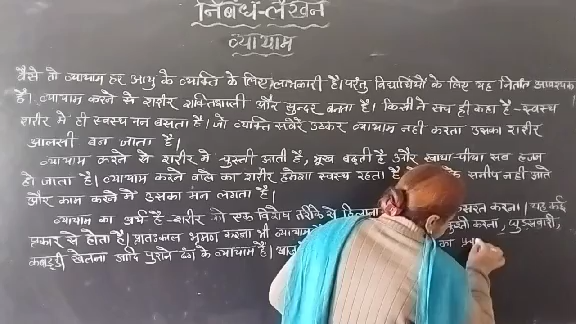 निबंध-लेखन
व्यायाम
वैसे तो व्यायाम हर आयु के व्यक्ति के लिए लाभकारी है। परंतु विद्यार्थियों के लिए यह नितांत आवश्यक
है। व्यायाम करने से शरीर शक्तिशाली और सुन्दर बनता है। किसी ने सच ही कहा है - स्वस्थ
शरीर मे ही स्वस्थ मन बसता है। जो व्यक्ति सवेरे उठकर व्यायाम नही करता उसका शरीर
आलसी बन जाता है।
व्यायाम करने से शरीर मे चुस्ती आती है, भूख बढ़ती है और खाया-पीया सब हजम
हो जाता है। व्यायाम करने वाले का शरीर हमेशा स्वस्थ रहता है। के समीप नही आते
और काम करने मे उसका मन लगता है।
व्यायाम का अर्थ है - शरीर को एक विशेष तरीके से हिलाना कसरत करना। यह कई
प्रकार से होता है। प्रातःकाल भ्रमण करना भी व्यायाम कुश्ती करना, घुड़सवारी,
कबड्डी खेलना आदि पुराने ढंग के व्यायाम है। का